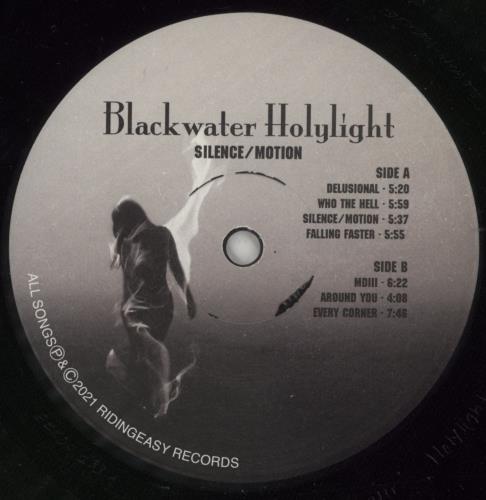 Blackwater Holylight
SILENCE/MOTION
SIDE A
DELUSIONAL - 5:20
WHO THE HELL - 5:59
SILENCE/MOTION - 5:37
FALLING FASTER - 5:55
SIDE B
MDIII - 6:22
AROUND YOU - 4:08
EVERY CORNER - 7:46
ALL SONGS Ⓟ & © 2021 RIDINGEASY RECORDS